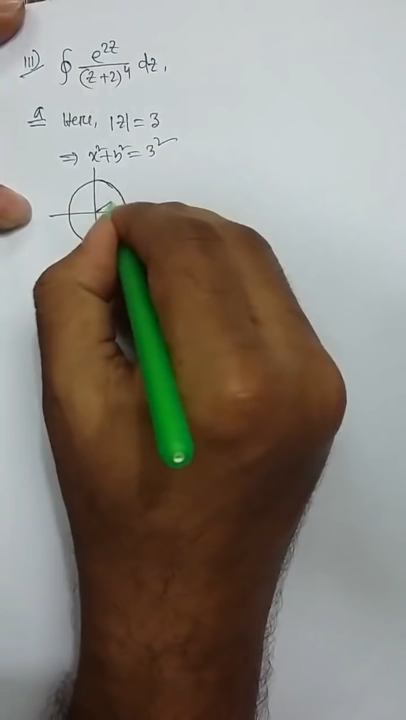 III) ∮ e^{2z}/(z+2)^4 dz,
a Here, |z| = 3
⇒ x²+y² = 3²